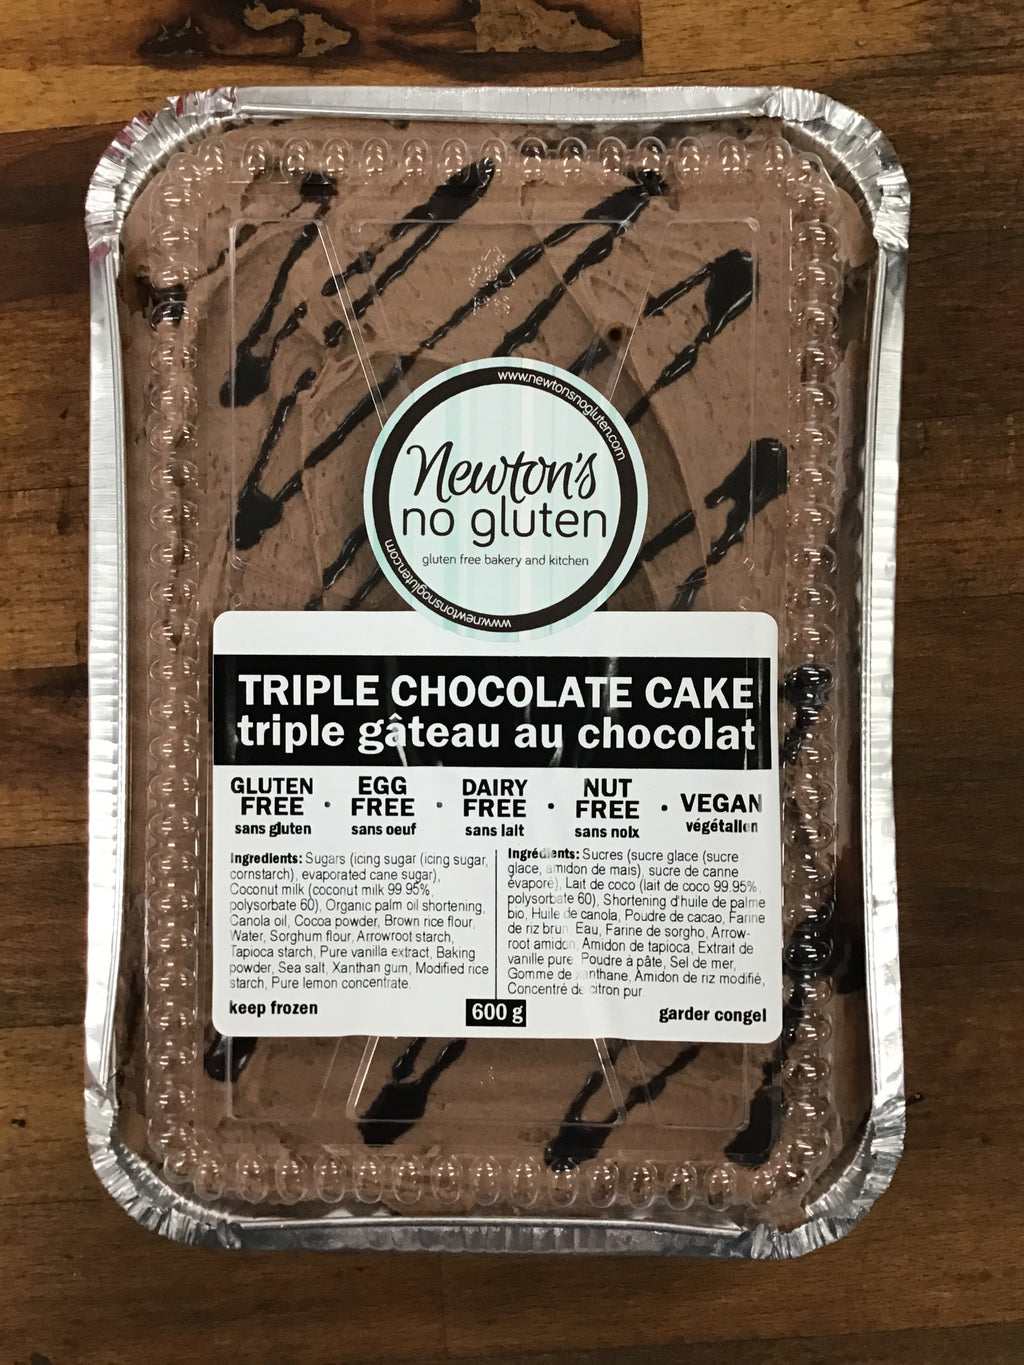 www.newtonsnogluten.com
Newton's
no gluten
gluten free bakery and kitchen
www.newtonsnogluten.com
TRIPLE CHOCOLATE CAKE
triple gâteau au chocolat
GLUTEN FREE · EGG FREE · DAIRY FREE · NUT FREE · VEGAN
sans gluten sans oeuf sans lait sans noix végétalien
Ingredients: Sugars (icing sugar (icing sugar,
cornstarch), evaporated cane sugar),
Coconut milk (coconut milk 99.95%,
polysorbate 60), Organic palm oil shortening,
Canola oil, Cocoa powder, Brown rice flour,
Water, Sorghum flour, Arrowroot starch,
Tapioca starch, Pure vanilla extract, Baking
powder, Sea salt, Xanthan gum, Modified rice
starch, Pure lemon concentrate.
keep frozen
Ingrédients: Sucres (sucre glace (sucre
glace, amidon de maïs), sucre de canne
évaporé), Lait de coco (lait de coco 99.95%,
polysorbate 60), Shortening d'huile de palme
bio, Huile de canola, Poudre de cacao, Farine
de riz brun, Eau, Farine de sorgho, Arrow-
root amidon, Amidon de tapioca, Extrait de
vanille pure, Poudre à pâte, Sel de mer,
Gomme de xanthane, Amidon de riz modifié,
Concentré de citron pur.
600 g
garder congel